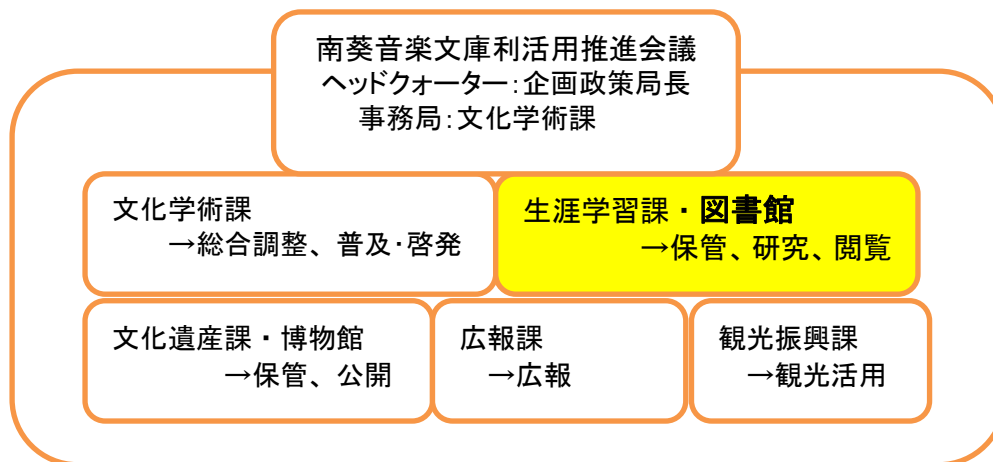 南葵音楽文庫利活用推進会議
ヘッドクォーター：企画政策局長
事務局：文化学術課
文化学術課
→総合調整、普及・啓発
生涯学習課・図書館
→保管、研究、閲覧
文化遺産課・博物館
→保管、公開
広報課
→広報
観光振興課
→観光活用